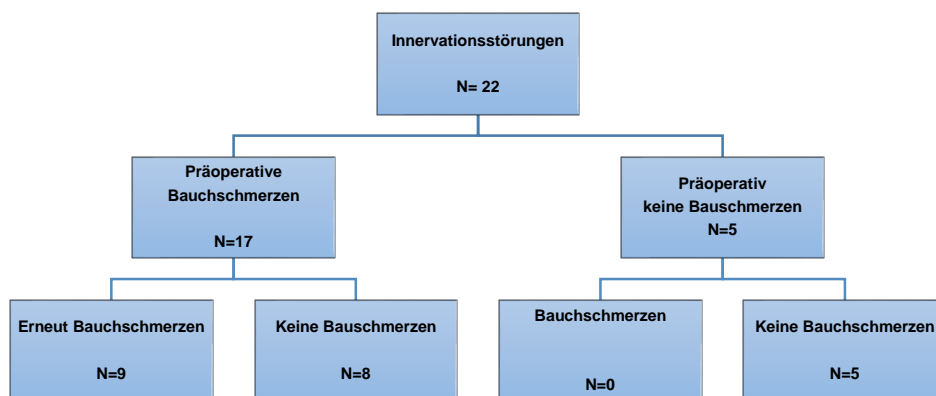 Innervationsstörungen
N= 22
Präoperative
Bauchschmerzen
N=17
Präoperativ
keine Bauschmerzen
N=5
Erneut Bauchschmerzen
N=9
Keine Bauschmerzen
N=8
Bauchschmerzen
N=0
Keine Bauchschmerzen
N=5